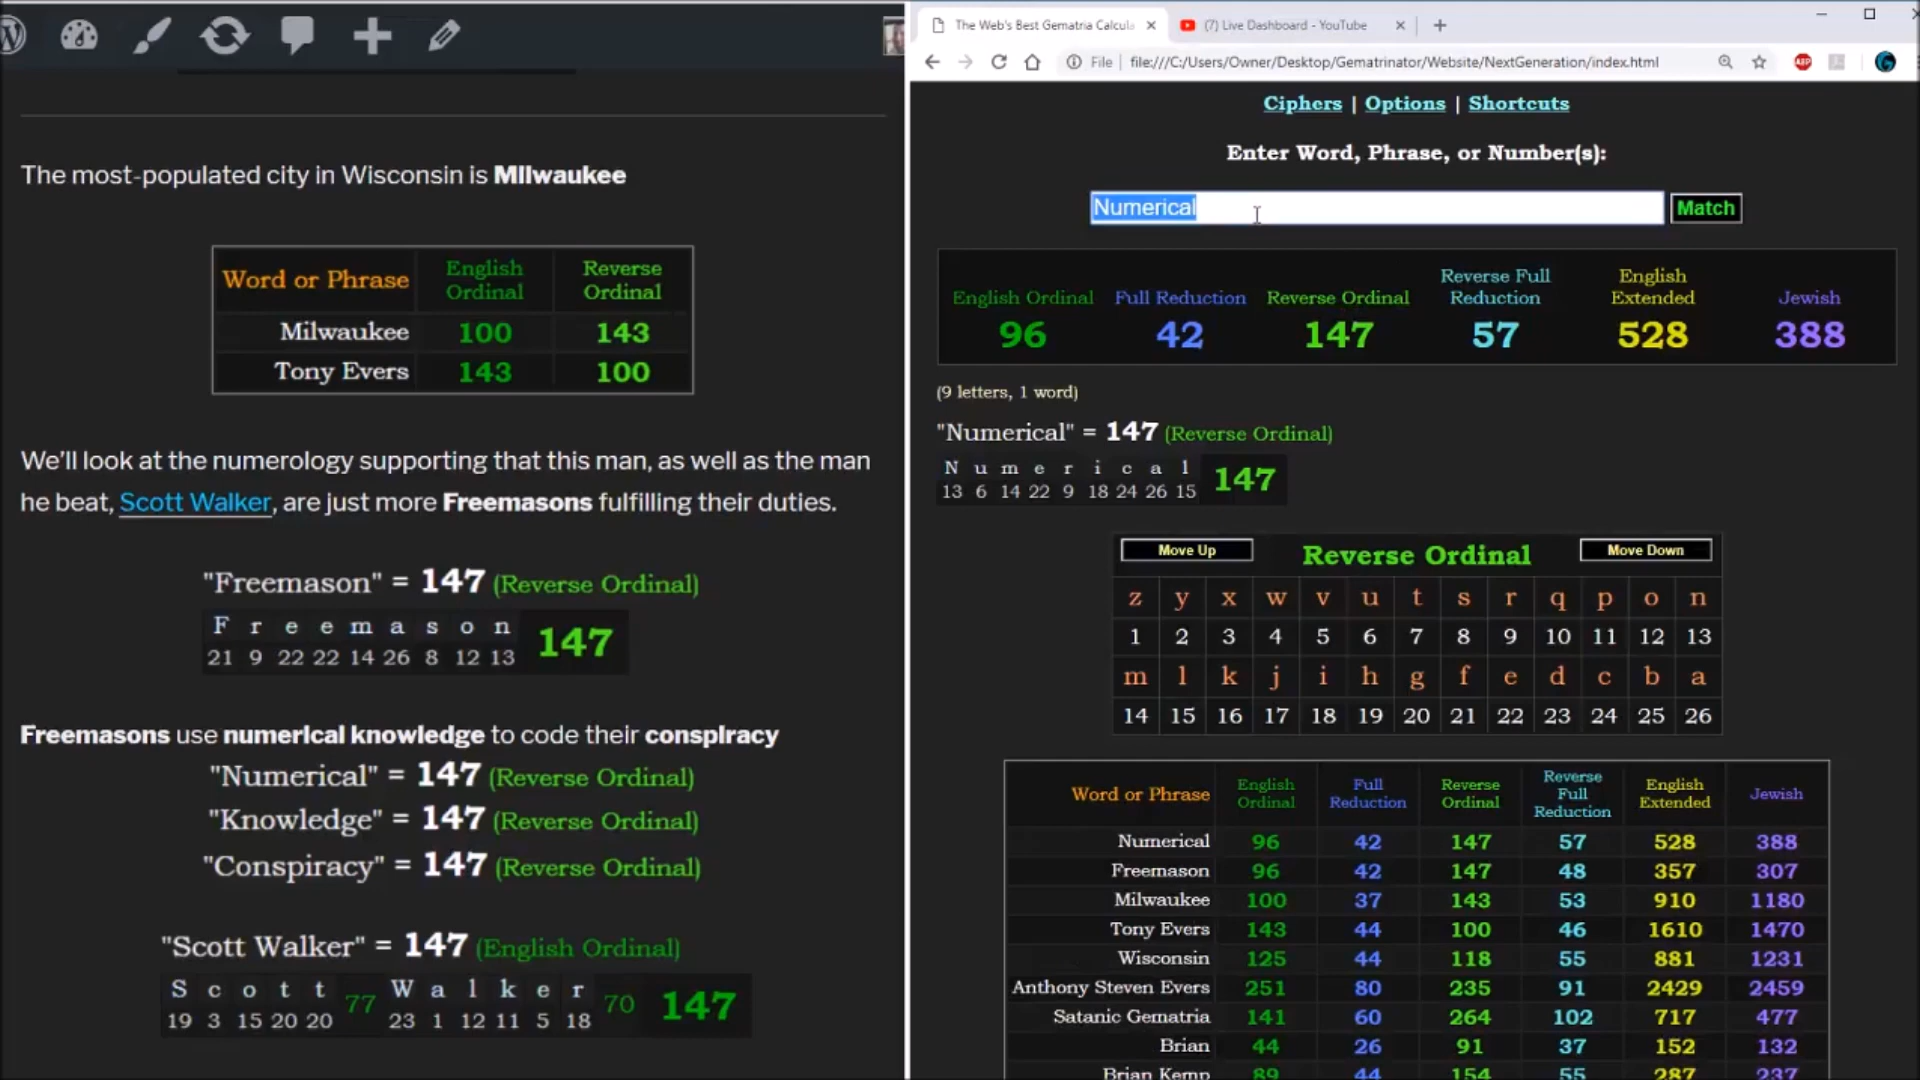 The most-populated city in Wisconsin is Milwaukee
Word or Phrase English Ordinal Reverse Ordinal
Milwaukee 100 143
Tony Evers 143 100
We'll look at the numerology supporting that this man, as well as the man
he beat, Scott Walker, are just more Freemasons fulfilling their duties.
"Freemason" = 147 (Reverse Ordinal)
F r e e m a s o n
21 9 22 22 14 26 8 12 13 147
Freemasons use numerical knowledge to code their conspiracy
"Numerical" = 147 (Reverse Ordinal)
"Knowledge" = 147 (Reverse Ordinal)
"Conspiracy" = 147 (Reverse Ordinal)
"Scott Walker" = 147 (English Ordinal)
S c o t t 77 W a l k e r 70 147
19 3 15 20 20 23 1 12 11 5 18
The Web's Best Gematria Calcula
(7) Live Dashboard - YouTube
File file:///C:/Users/Owner/Desktop/Gematrinator/Website/NextGeneration/index.html
ABP
Ciphers | Options | Shortcuts
Enter Word, Phrase, or Number(s):
Numerical Match
English Ordinal Full Reduction Reverse Ordinal Reverse Full Reduction English Extended Jewish
96 42 147 57 528 388
(9 letters, 1 word)
"Numerical" = 147 (Reverse Ordinal)
N u m e r i c a l
13 6 14 22 9 18 24 26 15 147
Move Up Reverse Ordinal Move Down
z y x w v u t s r q p o n
1 2 3 4 5 6 7 8 9 10 11 12 13
m l k j i h g f e d c b a
14 15 16 17 18 19 20 21 22 23 24 25 26
Word or Phrase English Ordinal Full Reduction Reverse Ordinal Reverse Full Reduction English Extended Jewish
Numerical 96 42 147 57 528 388
Freemason 96 42 147 48 357 307
Milwaukee 100 37 143 53 910 1180
Tony Evers 143 44 100 46 1610 1470
Wisconsin 125 44 118 55 881 1231
Anthony Steven Evers 251 80 235 91 2429 2459
Satanic Gematria 141 60 264 102 717 477
Brian 44 26 91 37 152 132
Brian Kemp 89 44 154 55 287 237